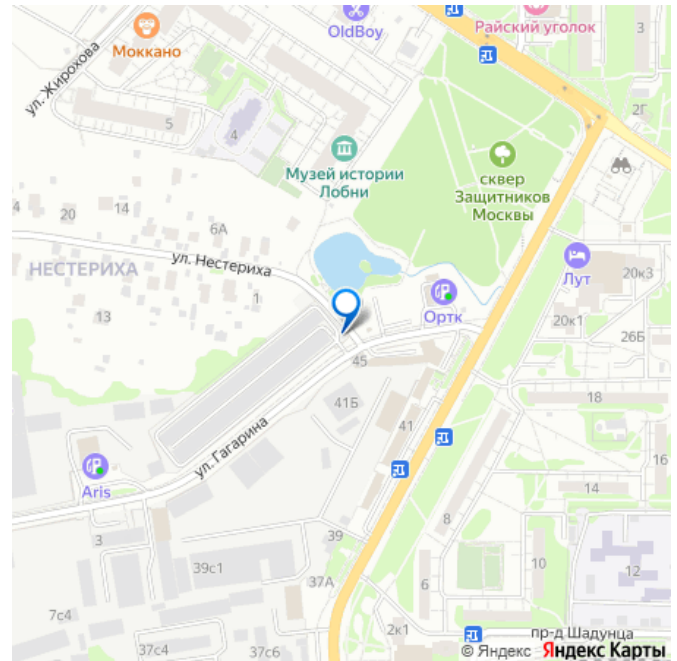 Моккано
OldBoy
Райский уголок
3
ул. Жирохова
5
4
2Г
Музей истории
Лобни
сквер
Защитников
Москвы
4
20
14
6А
ул. Нестериха
НЕСТЕРИХА
1
13
Ортк
Лут
20к3
20к1
26Б
45
41Б
41
18
ул. Гагарина
Aris
16
14
8
3
39
39с1
10
12
37А
6
7с4
2к1
пр-д Шадунца
37с4
37с6
© Яндекс Яндекс Карты